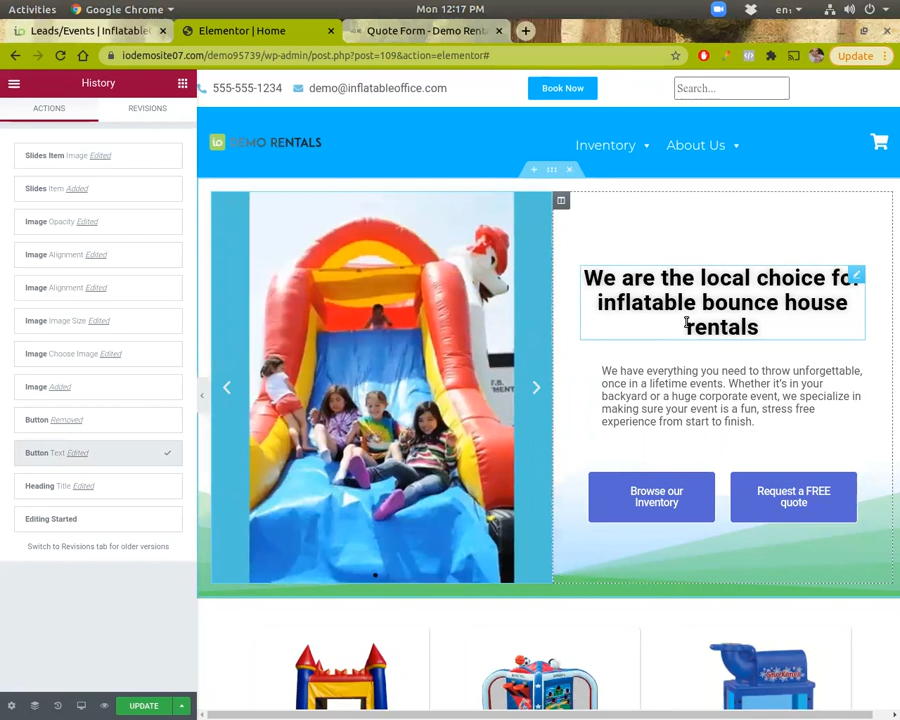 Activities
Google Chrome
Mon 12:17 PM
en₁
Leads/Events | Inflatable
Elementor | Home
Quote Form - Demo Rent
iodemosite07.com/demo95739/wp-admin/post.php?post=109&action=elementor#
Update
History
ACTIONS
REVISIONS
Slides Item Image Edited
Slides Item Added
Image Opacity Edited
Image Alignment Edited
Image Alignment Edited
Image Image Size Edited
Image Choose Image Edited
Image Added
Button Removed
Button Text Edited
Heading Title Edited
Editing Started
Switch to Revisions tab for older versions
UPDATE
555-555-1234
demo@inflatableoffice.com
Book Now
Search...
io DEMO RENTALS
Inventory
About Us
We are the local choice for
inflatable bounce house
rentals
We have everything you need to throw unforgettable,
once in a lifetime events. Whether it's in your
backyard or a huge corporate event, we specialize in
making sure your event is a fun, stress free
experience from start to finish.
Browse our
Inventory
Request a FREE
quote